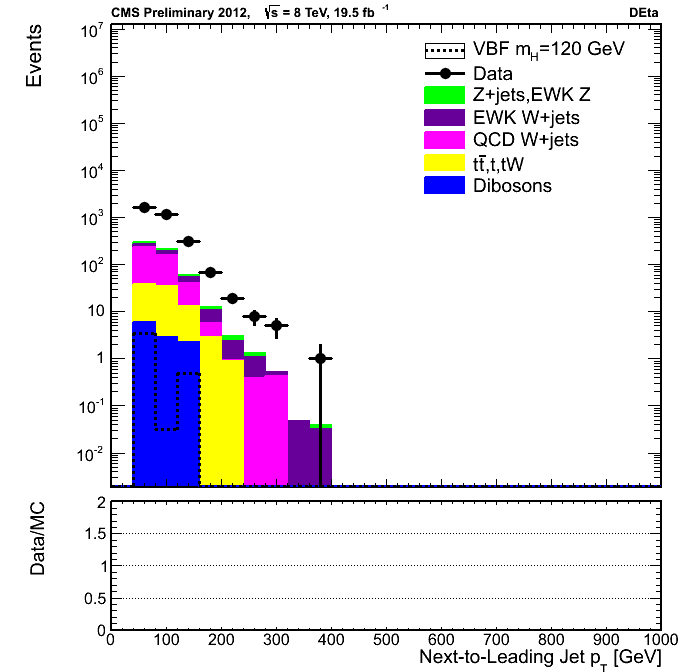 CMS Preliminary 2012, √s = 8 TeV, 19.5 fb⁻¹ DEta
Events
10⁷
10⁶
10⁵
10⁴
10³
10²
10
1
10⁻¹
10⁻²
VBF m_H=120 GeV
Data
Z+jets,EWK Z
EWK W+jets
QCD W+jets
tt̄,t,tW
Dibosons
Data/MC
2
1.5
1
0.5
0
0 100 200 300 400 500 600 700 800 900 1000
Next-to-Leading Jet p_T [GeV]